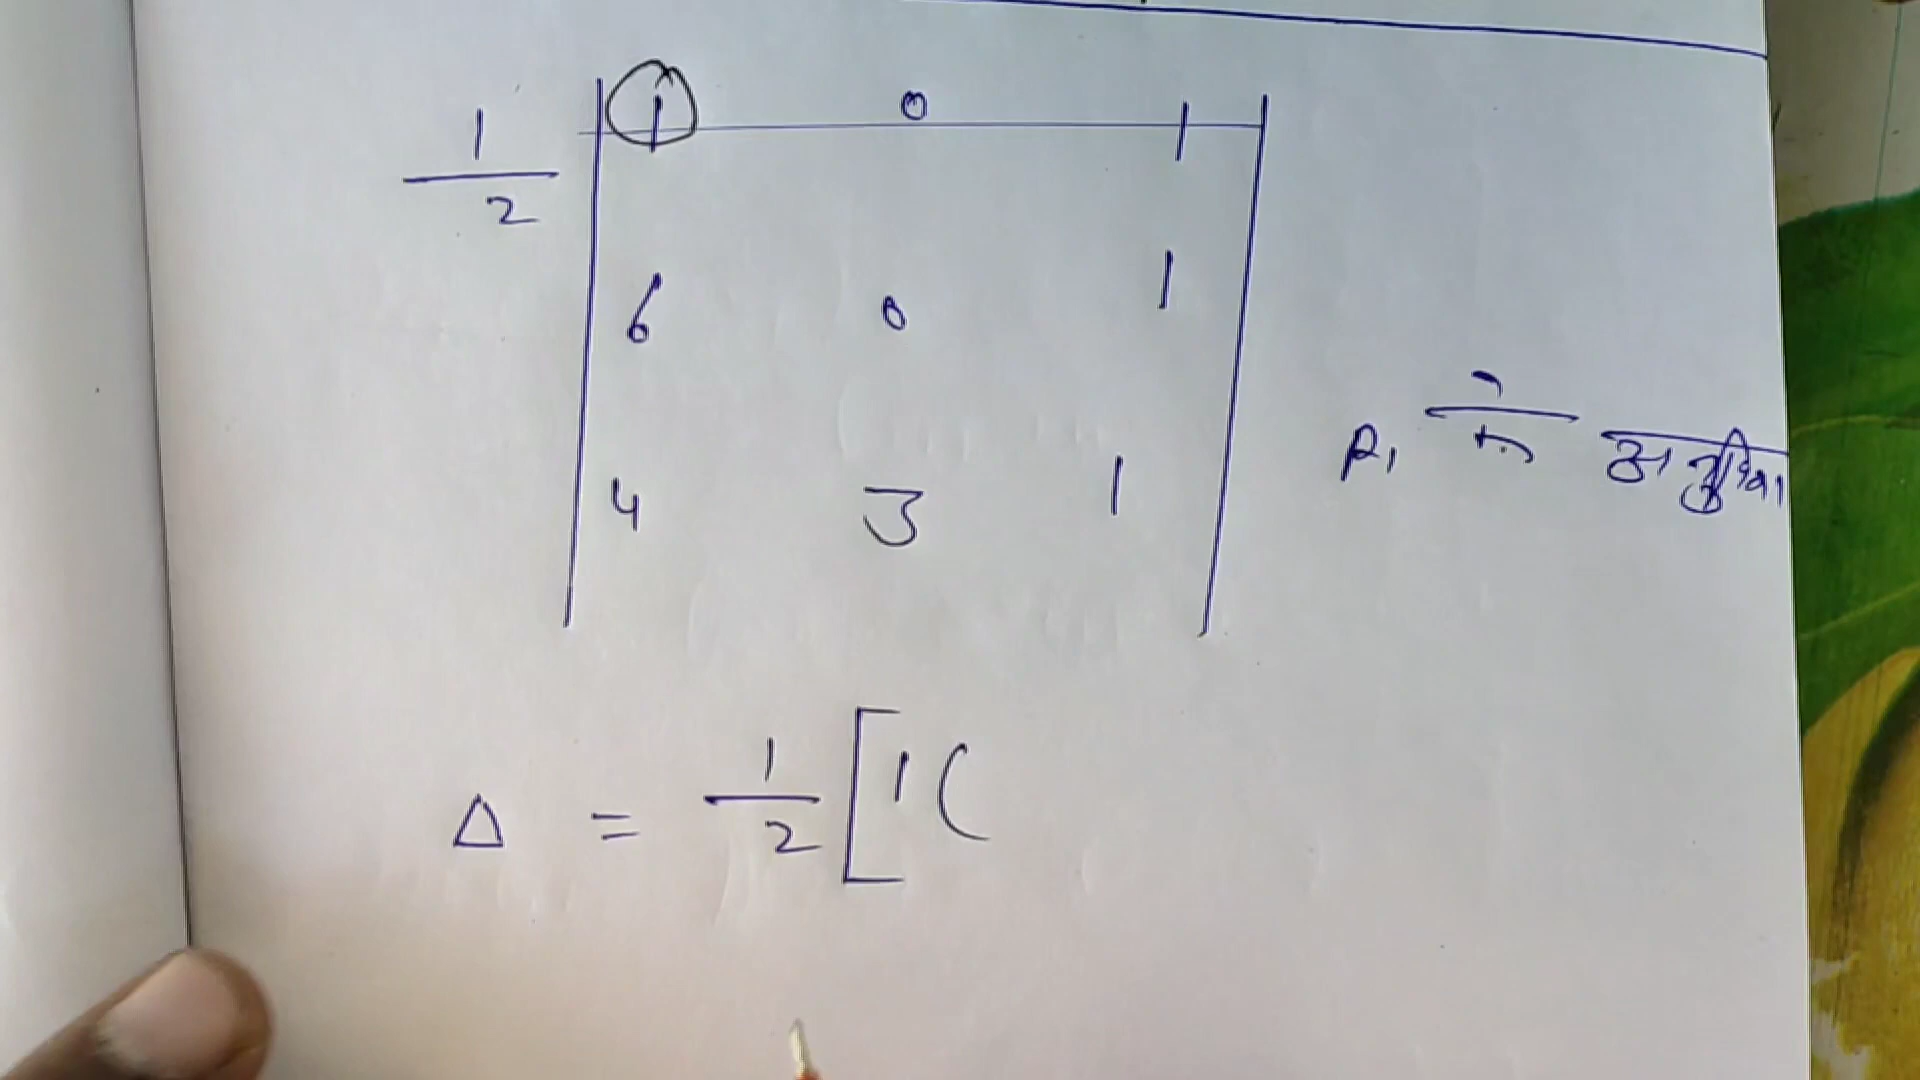 1/2 | 1 0 1 |
| 6 0 1 |
| 4 3 1 |
R₁ के अनुदिश
Δ = 1/2 [ 1 (